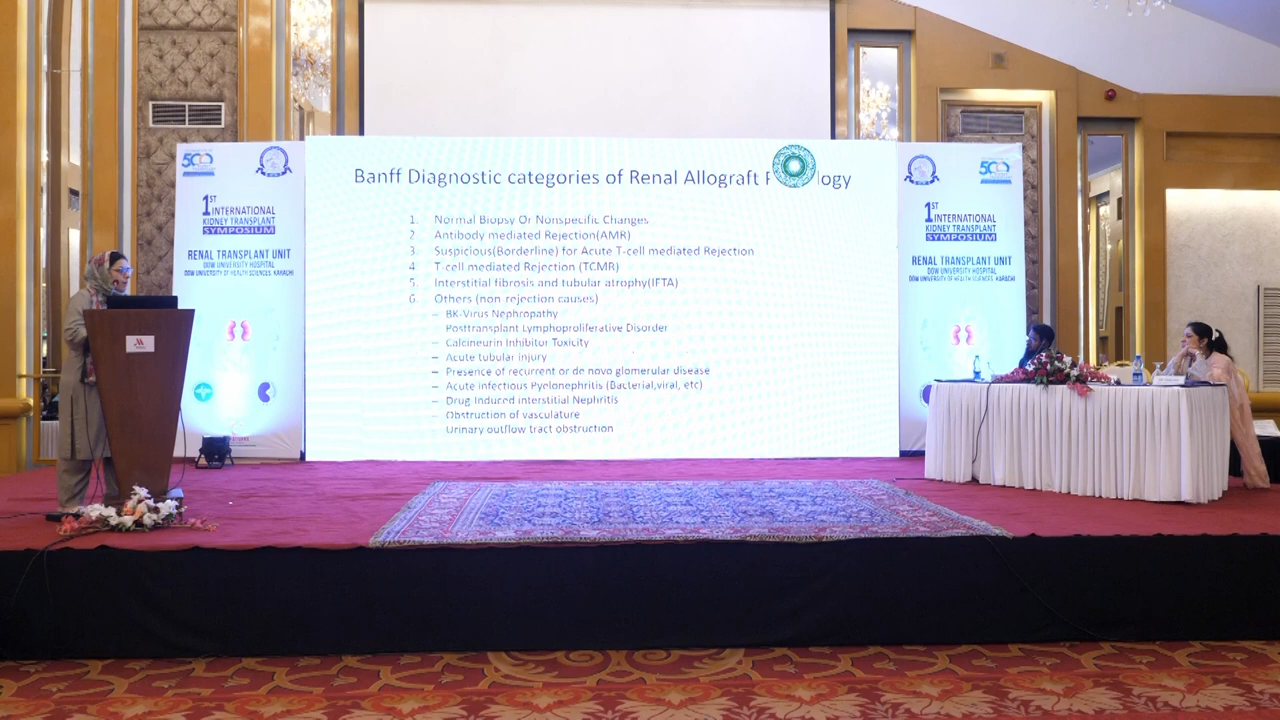 500
1ST
INTERNATIONAL
KIDNEY TRANSPLANT
SYMPOSIUM
RENAL TRANSPLANT UNIT
DOW UNIVERSITY HOSPITAL
DOW UNIVERSITY OF HEALTH SCIENCES, KARACHI
Banff Diagnostic categories of Renal Allograft P ology
1. Normal Biopsy Or Nonspecific Changes
2. Antibody mediated Rejection(AMR)
3. Suspicious(Borderline) for Acute T-cell mediated Rejection
4. T-cell mediated Rejection (TCMR)
5. Interstitial fibrosis and tubular atrophy(IFTA)
6. Others (non-rejection causes)
– BK-Virus Nephropathy
Posttransplant Lymphoproliferative Disorder
– Calcineurin Inhibitor Toxicity
– Acute tubular injury
– Presence of recurrent or de novo glomerular disease
– Acute infectious Pyelonephritis (Bacterial,viral, etc)
– Drug-Induced interstitial Nephritis
– Obstruction of vasculature
Urinary outflow tract obstruction
500
1ST
INTERNATIONAL
KIDNEY TRANSPLANT
SYMPOSIUM
RENAL TRANSPLANT UNIT
DOW UNIVERSITY HOSPITAL
DOW UNIVERSITY OF HEALTH SCIENCES, KARACHI